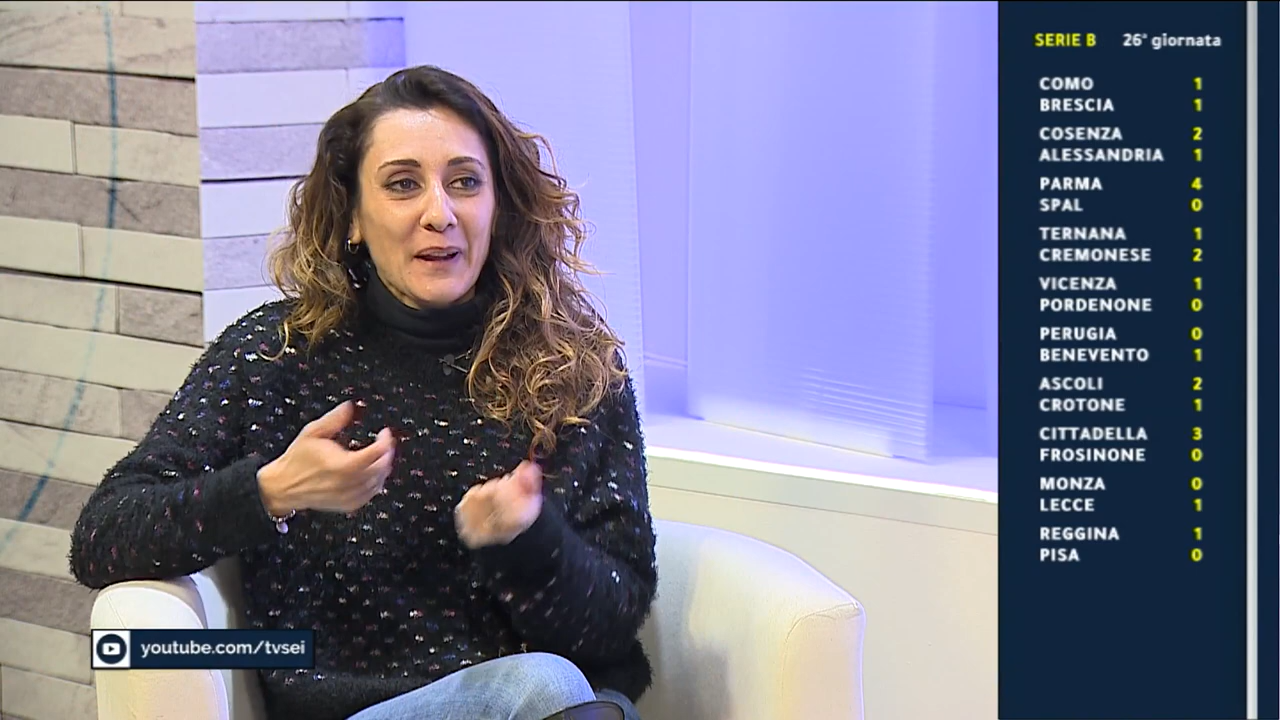 SERIE B 26ª giornata
COMO 1
BRESCIA 1
COSENZA 2
ALESSANDRIA 1
PARMA 4
SPAL 0
TERNANA 1
CREMONESE 2
VICENZA 1
PORDENONE 0
PERUGIA 0
BENEVENTO 1
ASCOLI 2
CROTONE 1
CITTADELLA 3
FROSINONE 0
MONZA 0
LECCE 1
REGGINA 1
PISA 0
youtube.com/tvsei